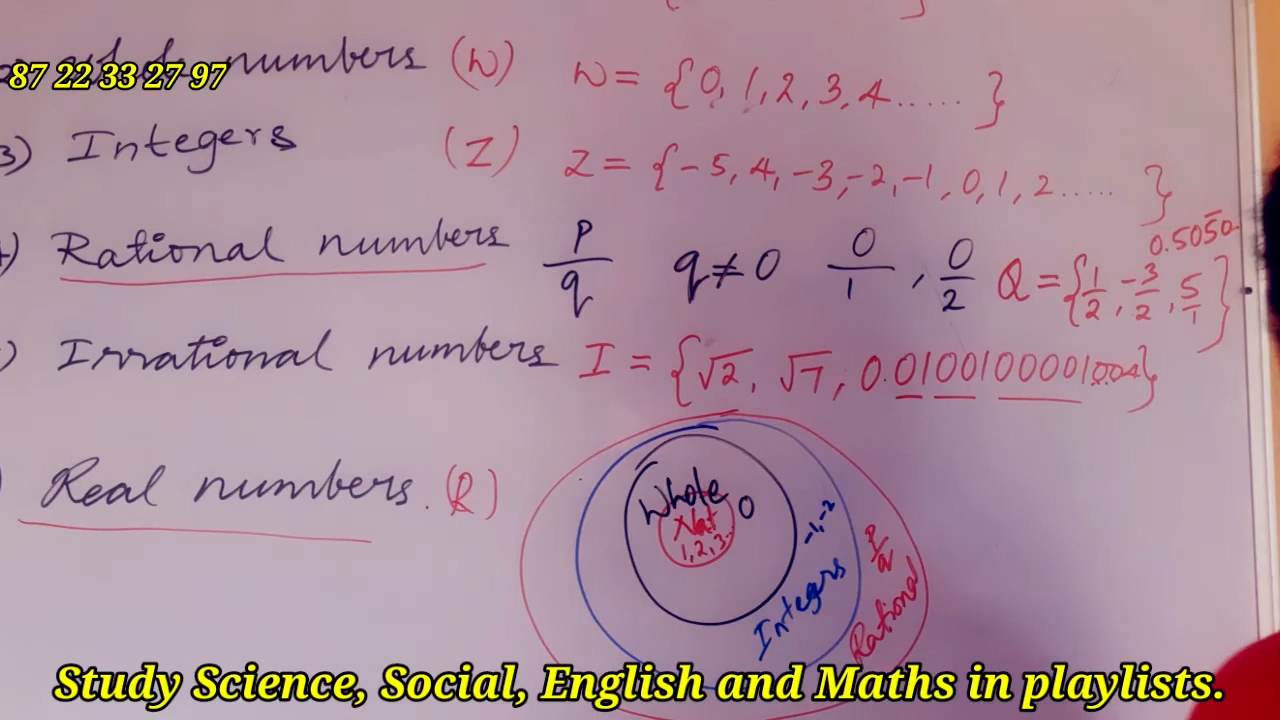 numbers (W) W = {0, 1, 2, 3, 4......}
87 22 33 27 97
3) Integers (Z) Z = {-5, 4, -3, -2, -1, 0, 1, 2.....}
) Rational numbers p/q q≠0 0/1, 0/2 Q = {1/2, -3/2, 5/1}
0.5050
) Irrational numbers I = {√2, √7, 0.0100100001004}
) Real numbers. (R)
Whole 0
Nat
1, 2, 3..
-1, -2
Integers
p/q
Rational
Study Science, Social, English and Maths in playlists.